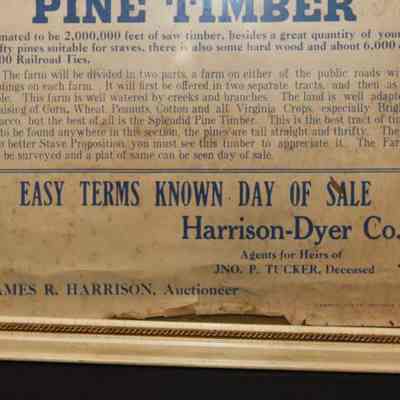 PINE TIMBER
mated to be 2,000,000 feet of saw timber, besides a great quantity of your
fty pines suitable for staves, there is also some hard wood and about 6,000
00 Railroad Ties.
The farm will be divided in two parts, a farm on either of the public roads wi
dings on each farm. It will first be offered in two separate tracts, and then as
ole. This farm is well watered by creeks and branches. The land is well adapte
aising of Corn, Wheat, Peanuts, Cotton and all Virginia Crops, especially Brig
acco, but the best of all is the Splendid Pine Timber. This is the best tract of tim
to be found anywhere in this section, the pines are tall straight and thrifty. The
o better Stave Proposition, you must see this timber to appreciate it. The Far
be surveyed and a plat of same can be seen day of sale.
EASY TERMS KNOWN DAY OF SALE
Harrison-Dyer Co.
Agents for Heirs of
JNO. P. TUCKER, Deceased
AMES R. HARRISON, Auctioneer